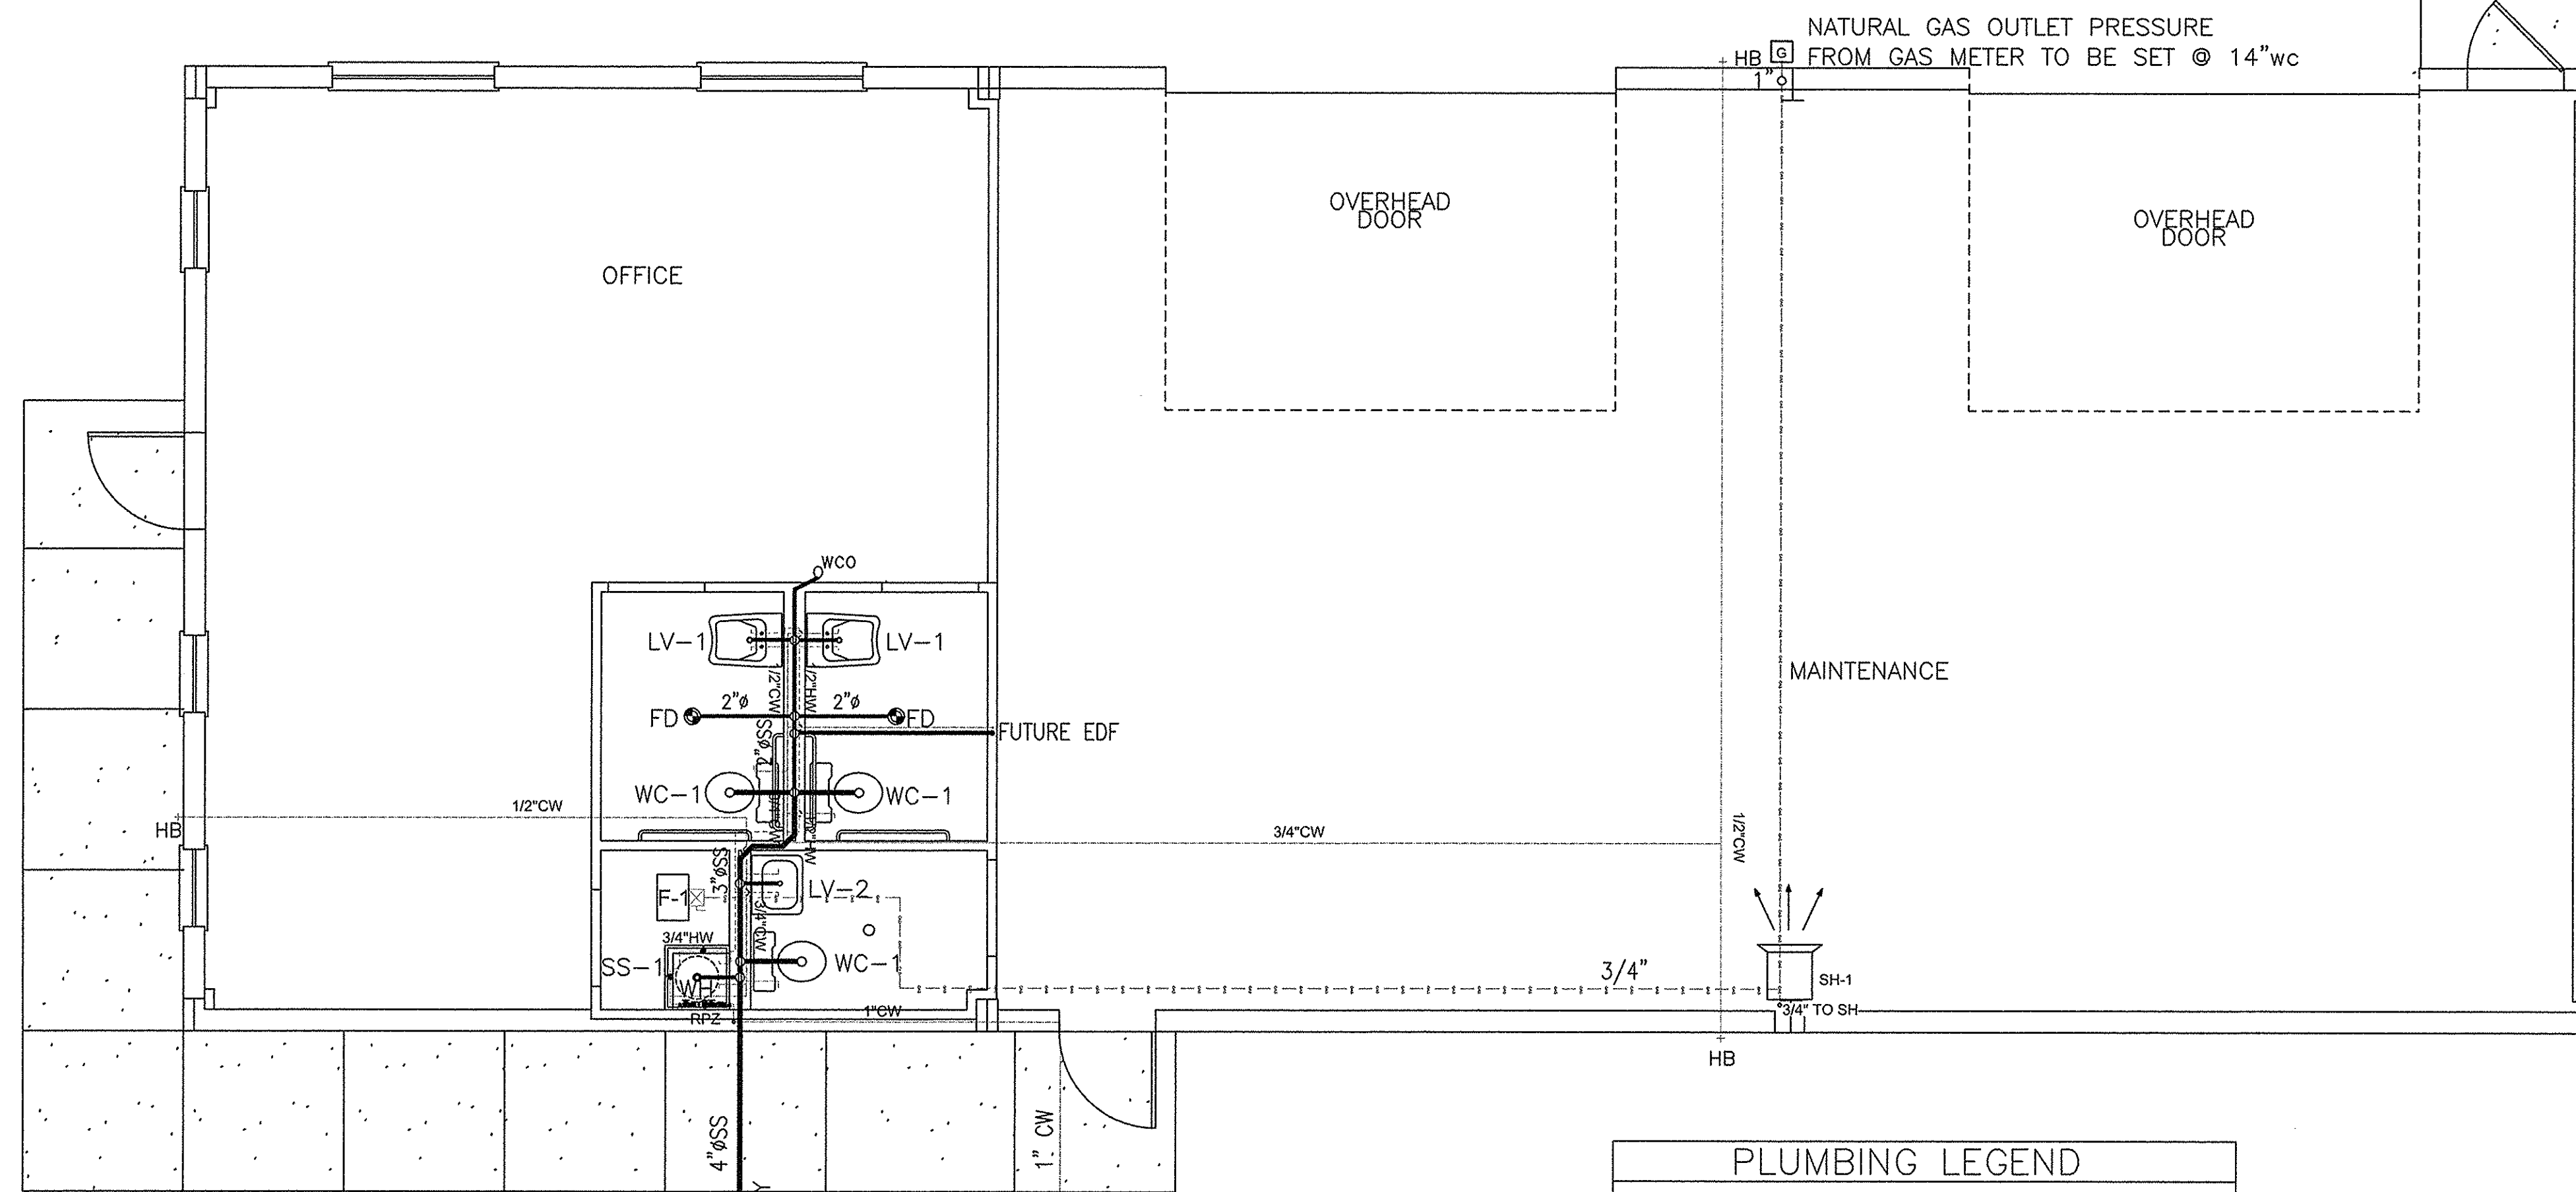 NATURAL GAS OUTLET PRESSURE
HB G FROM GAS METER TO BE SET @ 14"wc
1"
OVERHEAD
DOOR
OVERHEAD
DOOR
OFFICE
WCO
LV-1
LV-1
MAINTENANCE
1/2"CW
1/2"HW
2"ø
2"ø
FD
FD
FUTURE EDF
2"øSS
WC-1
WC-1
1/2"CW
HB
3/4"CW
1/2"CW
3"øSS
F-1
LV-2
3/4"CW
3/4"HW
SS-1
WH
WC-1
3/4"
SH-1
3/4" TO SH
RPZ
1"CW
HB
4"øSS
1" CW
Y
PLUMBING LEGEND